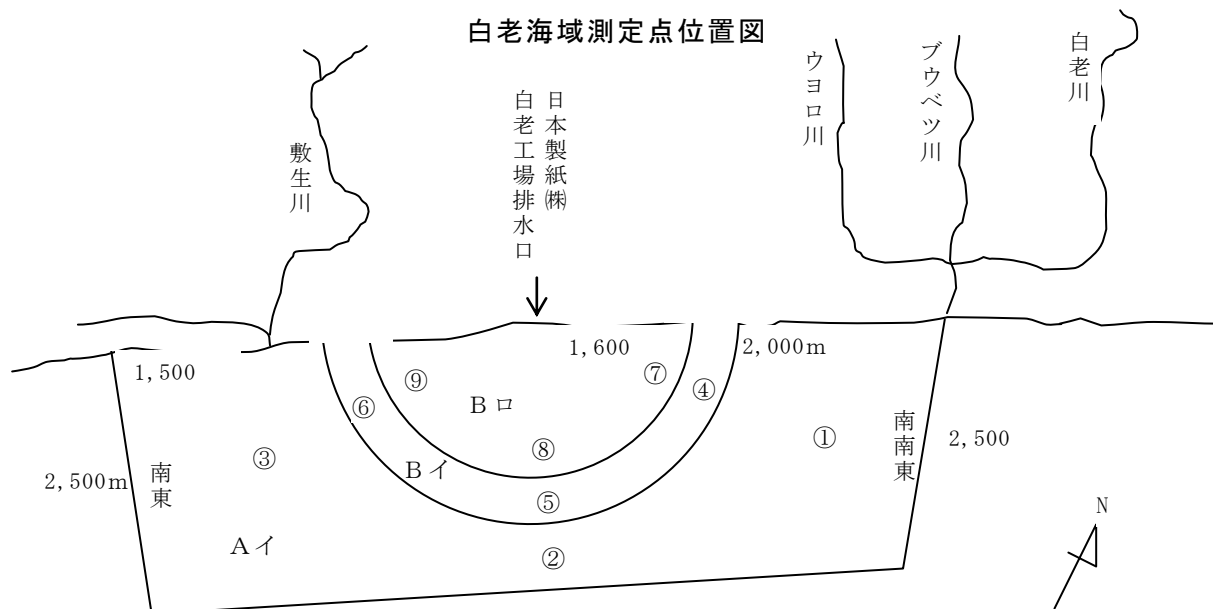 白老海域測定点位置図
敷生川
日本製紙㈱
白老工場排水口
ウヨロ川
ブウベツ川
白老川
1,500
1,600
2,000m
⑨
⑦
④
⑥
Bロ
①
③
⑧
Bイ
南南東
2,500
2,500m
南東
⑤
Aイ
②
N